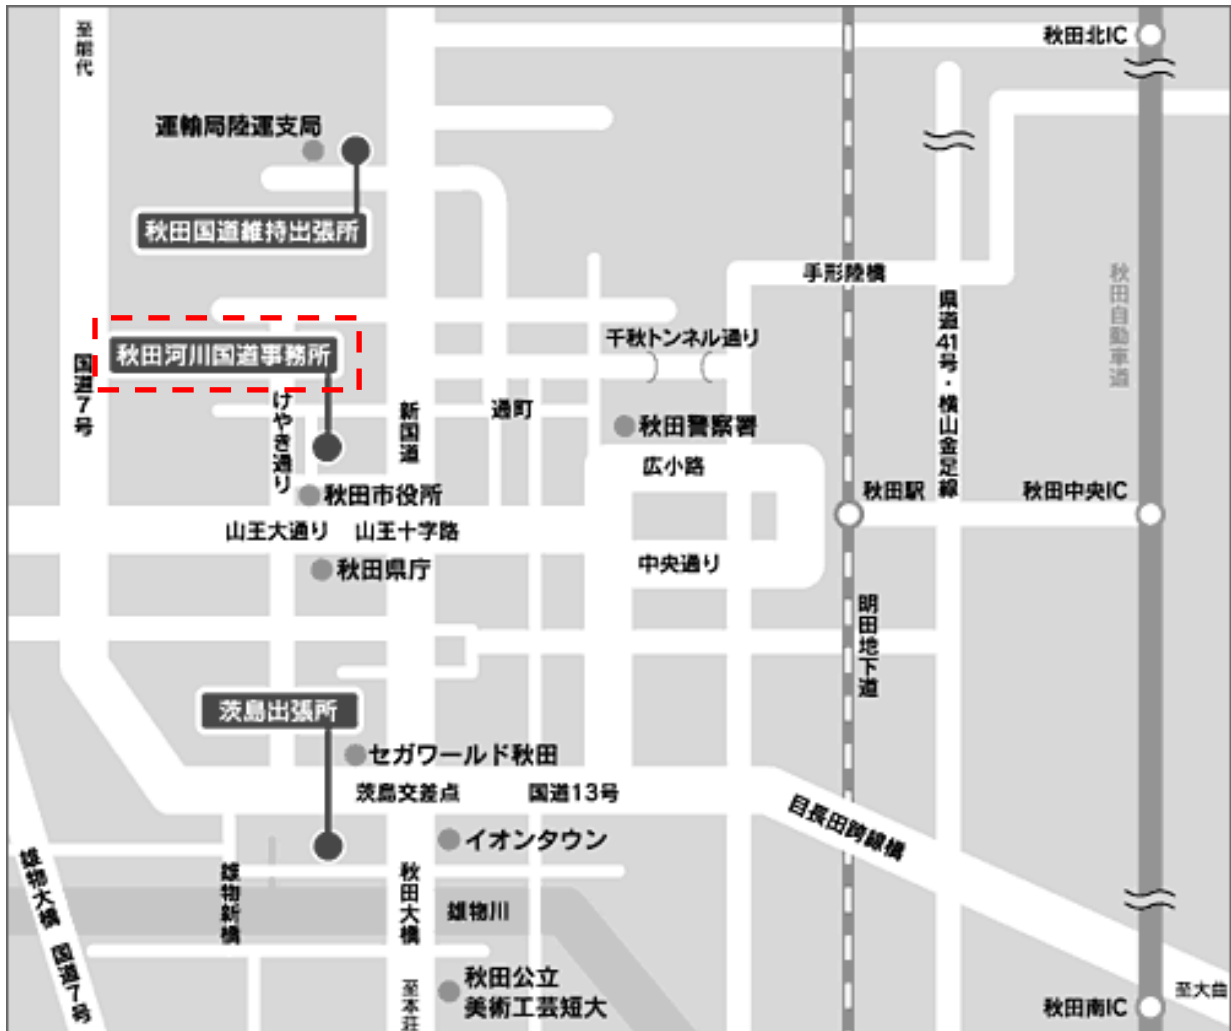 至能代
秋田北IC
運輸局陸運支局
秋田国道維持出張所
手形陸橋
秋田自動車道
県道41号・横山金足線
千秋トンネル通り
秋田河川国道事務所
国道7号
けやき通り
新国道
通町
秋田警察署
広小路
秋田市役所
秋田駅
秋田中央IC
山王大通り
山王十字路
中央通り
秋田県庁
明田地下道
茨島出張所
セガワールド秋田
茨島交差点
国道13号
目長田跨線橋
イオンタウン
雄物大橋
国道7号
雄物新橋
秋田大橋
雄物川
至本荘
秋田公立
美術工芸短大
至大曲
秋田南IC